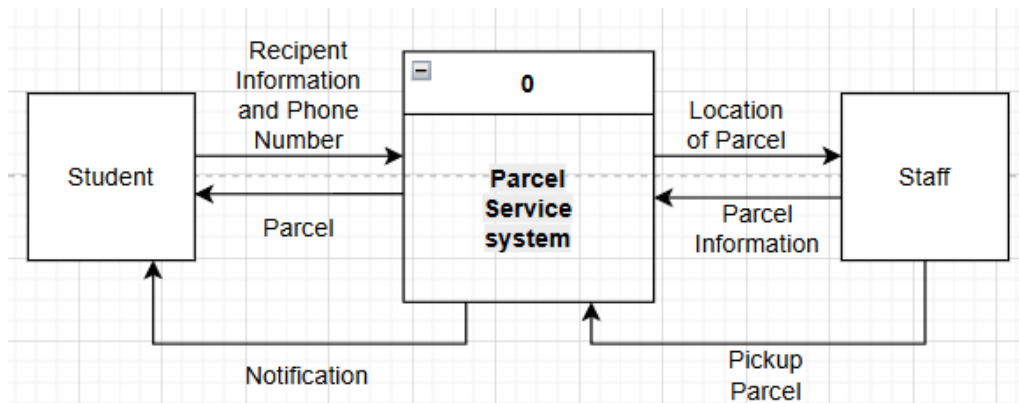 Recipent
Information
and Phone
Number
0
Location
of Parcel
Student
Parcel
Service
system
Staff
Parcel
Parcel
Information
Notification
Pickup
Parcel